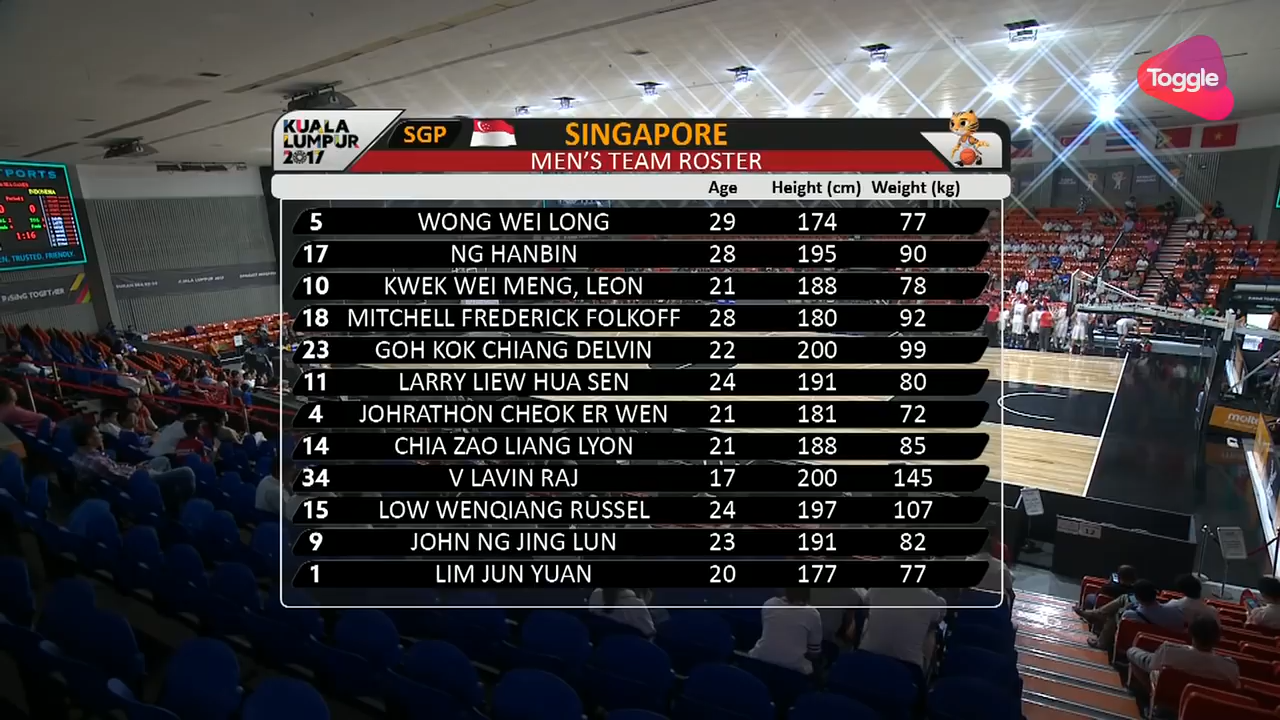 Toggle
KUALA
LUMPUR
2017
SGP
SINGAPORE
MEN'S TEAM ROSTER
Age Height (cm) Weight (kg)
5 WONG WEI LONG 29 174 77
17 NG HANBIN 28 195 90
10 KWEK WEI MENG, LEON 21 188 78
18 MITCHELL FREDERICK FOLKOFF 28 180 92
23 GOH KOK CHIANG DELVIN 22 200 99
11 LARRY LIEW HUA SEN 24 191 80
4 JOHRATHON CHEOK ER WEN 21 181 72
14 CHIA ZAO LIANG LYON 21 188 85
34 V LAVIN RAJ 17 200 145
15 LOW WENQIANG RUSSEL 24 197 107
9 JOHN NG JING LUN 23 191 82
1 LIM JUN YUAN 20 177 77
INDONESIA
1:16
RISING TOGETHER
molten